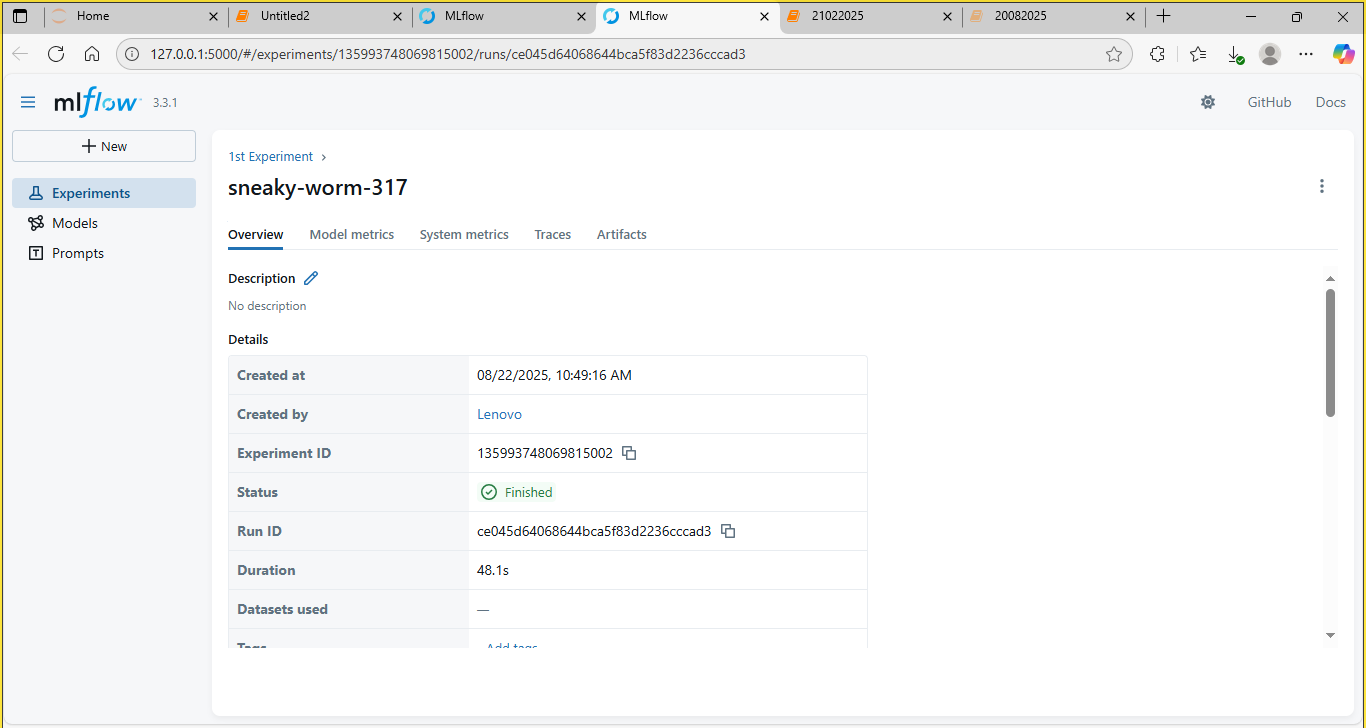 Home
Untitled2
MLflow
MLflow
21022025
20082025
127.0.0.1:5000/#/experiments/135993748069815002/runs/ce045d64068644bca5f83d2236cccad3
mlflow 3.3.1
GitHub
Docs
New
Experiments
Models
Prompts
1st Experiment
sneaky-worm-317
Overview
Model metrics
System metrics
Traces
Artifacts
Description
No description
Details
Created at 08/22/2025, 10:49:16 AM
Created by Lenovo
Experiment ID 135993748069815002
Status Finished
Run ID ce045d64068644bca5f83d2236cccad3
Duration 48.1s
Datasets used —
Tags Add tags